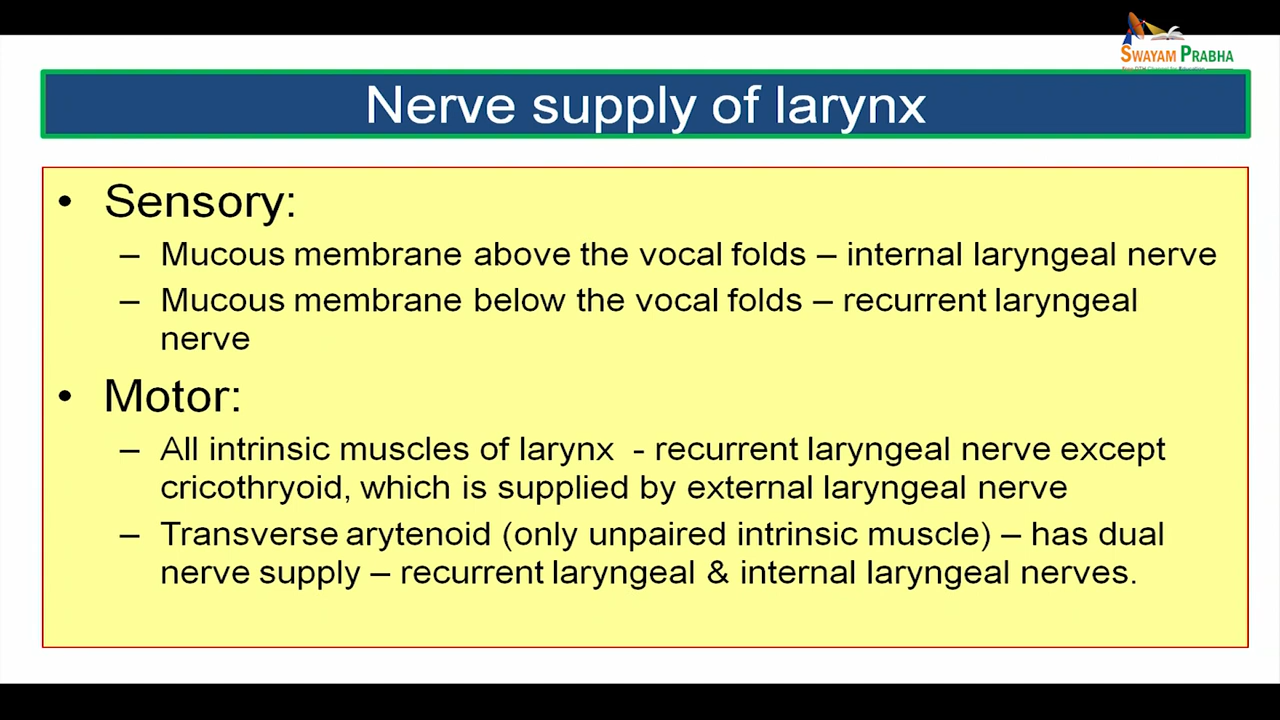 SWAYAM PRABHA
Nerve supply of larynx
• Sensory:
– Mucous membrane above the vocal folds – internal laryngeal nerve
– Mucous membrane below the vocal folds – recurrent laryngeal
nerve
• Motor:
– All intrinsic muscles of larynx - recurrent laryngeal nerve except
cricothryoid, which is supplied by external laryngeal nerve
– Transverse arytenoid (only unpaired intrinsic muscle) – has dual
nerve supply – recurrent laryngeal & internal laryngeal nerves.